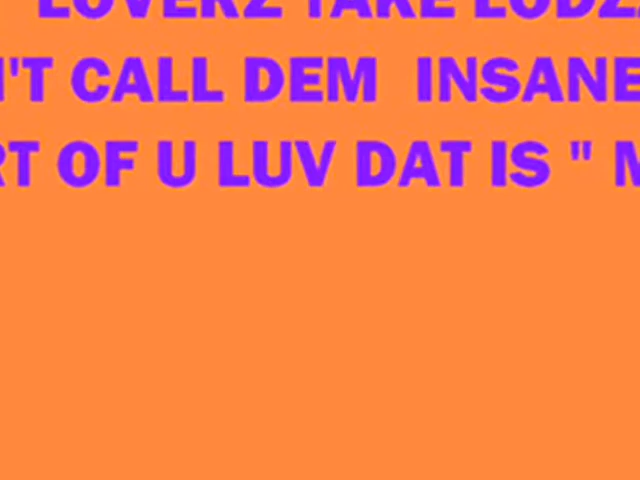 LOVERZ TAKE
'T CALL DEM INSANE
RT OF U LUV DAT IS "